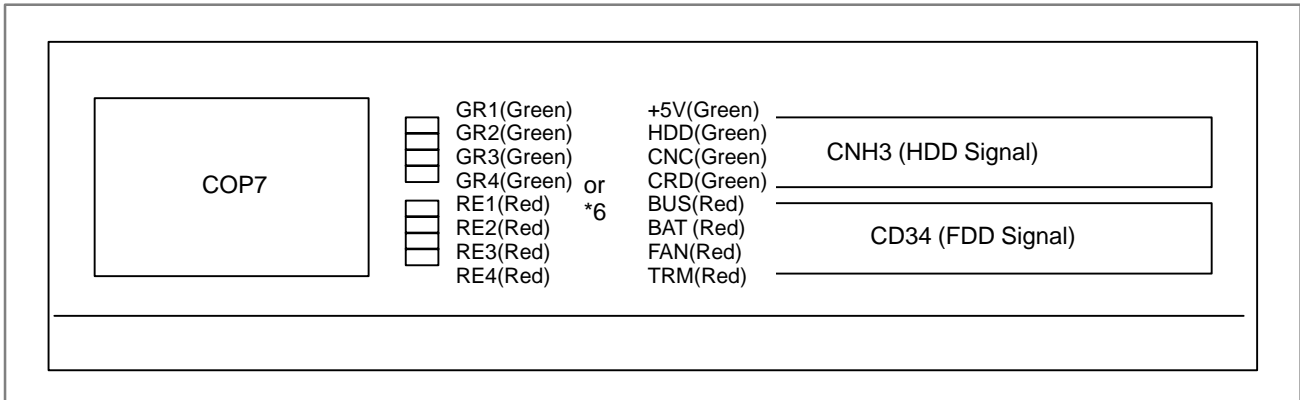 COP7
GR1(Green)
GR2(Green)
GR3(Green)
GR4(Green)
RE1(Red)
RE2(Red)
RE3(Red)
RE4(Red)
or
*6
+5V(Green)
HDD(Green)
CNC(Green)
CRD(Green)
BUS(Red)
BAT (Red)
FAN(Red)
TRM(Red)
CNH3 (HDD Signal)
CD34 (FDD Signal)